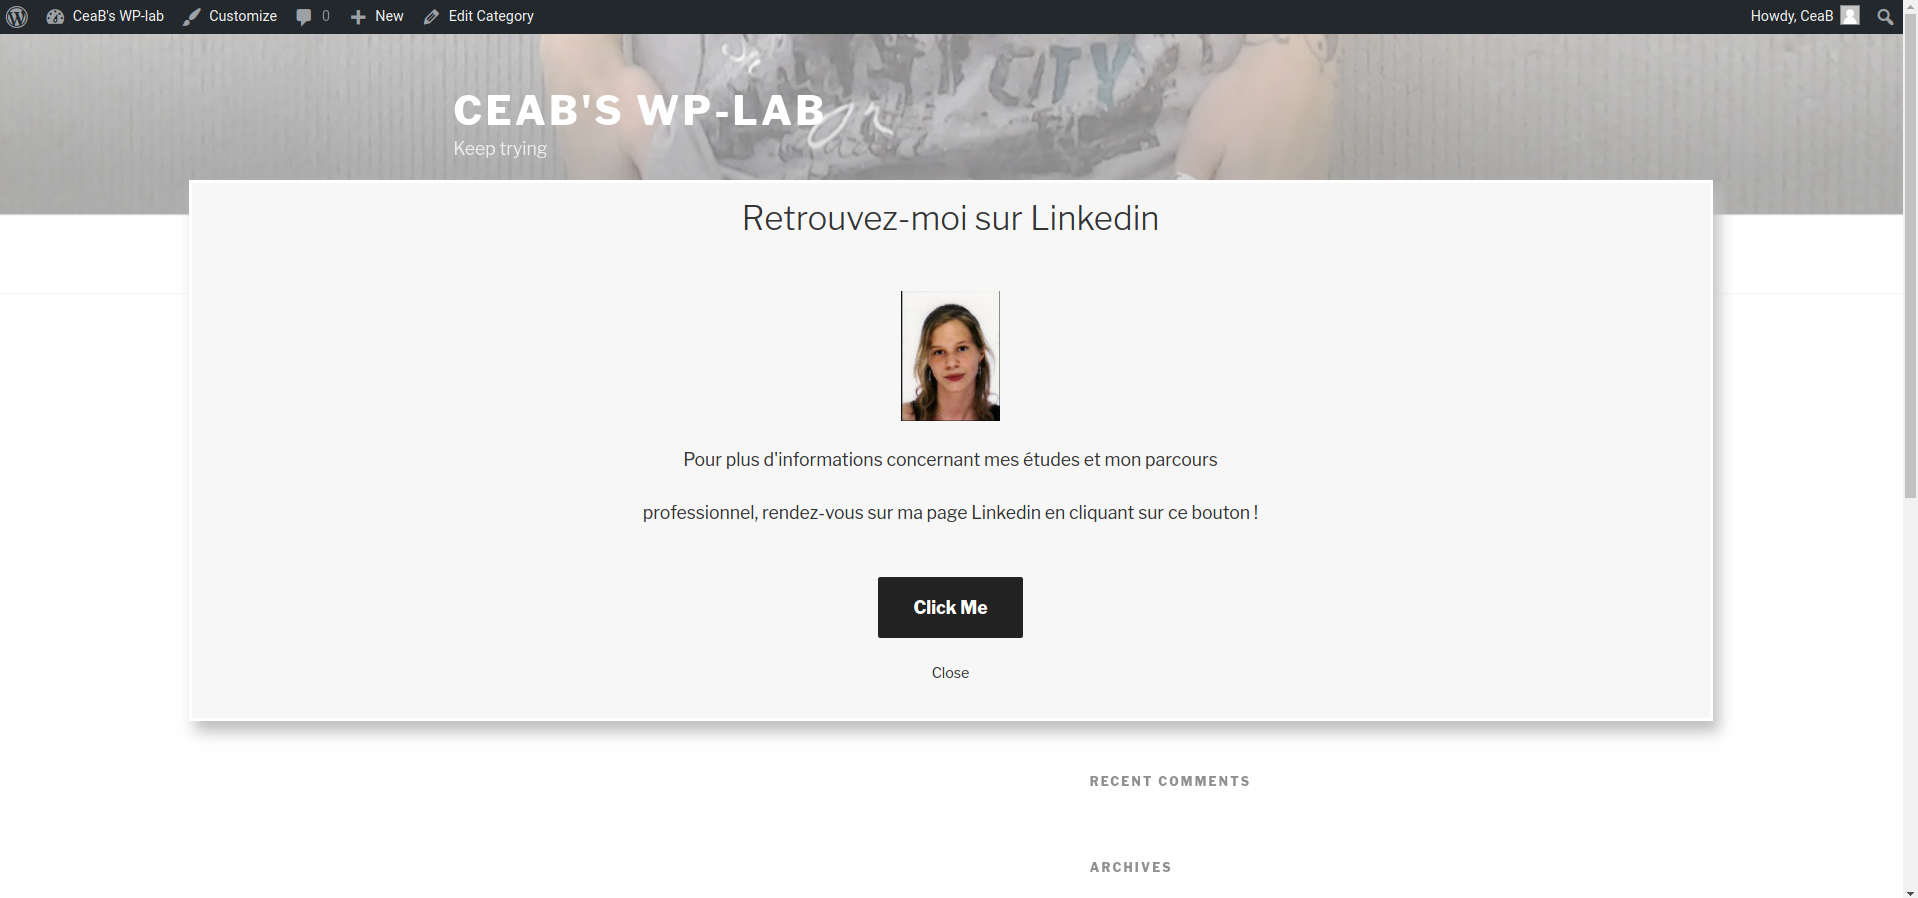 CeaB's WP-lab Customize 0 New Edit Category Howdy, CeaB
CITY
CEAB'S WP-LAB
Keep trying
Retrouvez-moi sur Linkedin
Pour plus d'informations concernant mes études et mon parcours
professionnel, rendez-vous sur ma page Linkedin en cliquant sur ce bouton !
Click Me
Close
RECENT COMMENTS
ARCHIVES